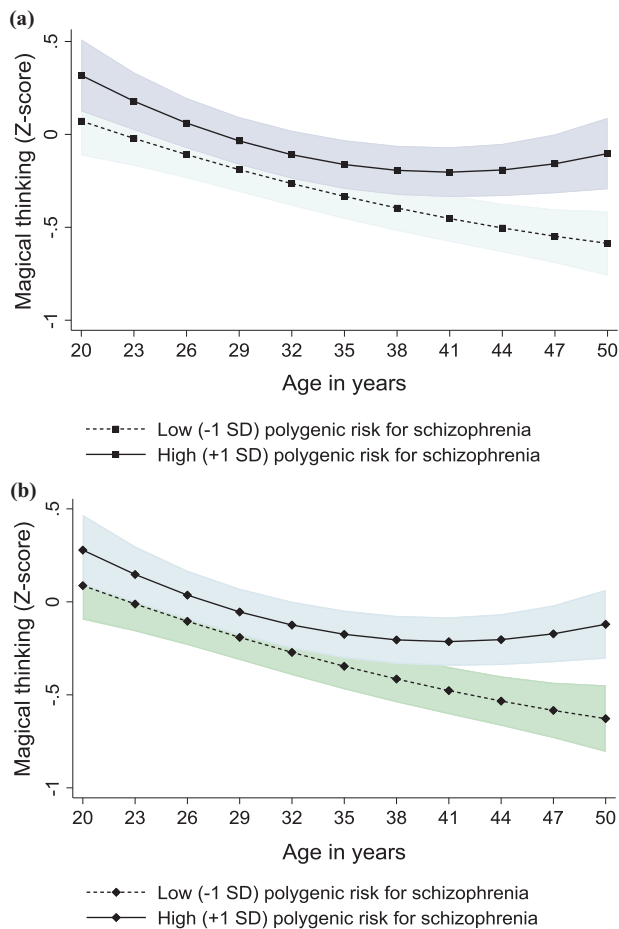 (a)
Magical thinking (Z-score)
.5
0
-.5
-1
20 23 26 29 32 35 38 41 44 47 50
Age in years
Low (-1 SD) polygenic risk for schizophrenia
High (+1 SD) polygenic risk for schizophrenia
(b)
Magical thinking (Z-score)
.5
0
-.5
-1
20 23 26 29 32 35 38 41 44 47 50
Age in years
Low (-1 SD) polygenic risk for schizophrenia
High (+1 SD) polygenic risk for schizophrenia